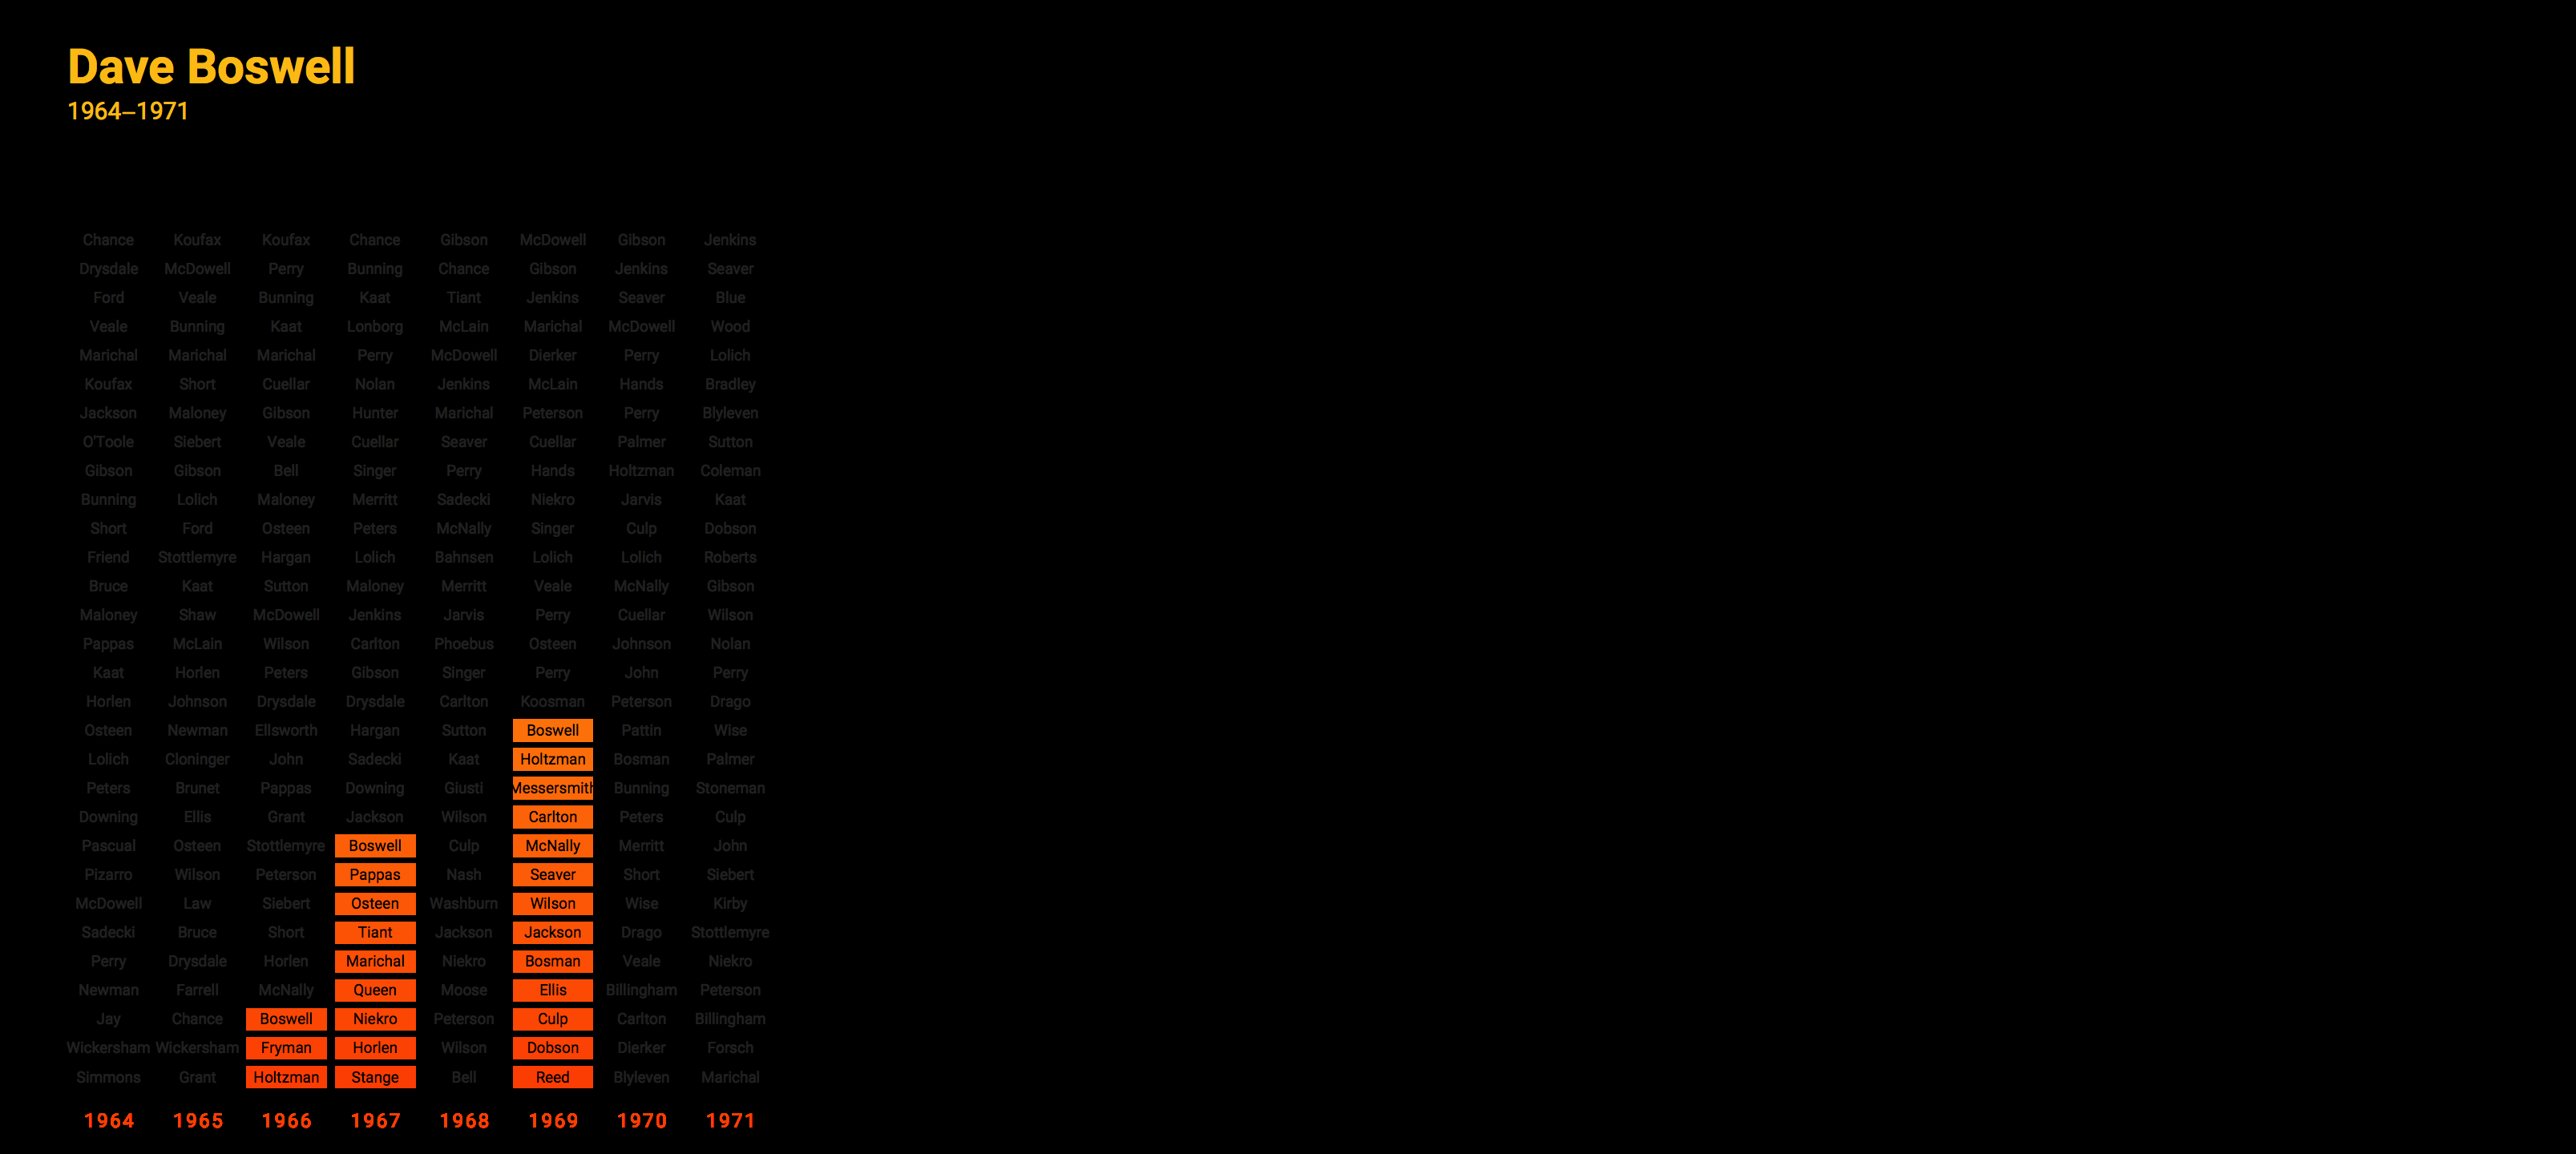 Dave Boswell
1964–1971
Chance Koufax Koufax Chance Gibson McDowell Gibson Jenkins
Drysdale McDowell Perry Bunning Chance Gibson Jenkins Seaver
Ford Veale Bunning Kaat Tiant Jenkins Seaver Blue
Veale Bunning Kaat Lonborg McLain Marichal McDowell Wood
Marichal Marichal Marichal Perry McDowell Dierker Perry Lolich
Koufax Short Cuellar Nolan Jenkins McLain Hands Bradley
Jackson Maloney Gibson Hunter Marichal Peterson Perry Blyleven
O'Toole Siebert Veale Cuellar Seaver Cuellar Palmer Sutton
Gibson Gibson Bell Singer Perry Hands Holtzman Coleman
Bunning Lolich Maloney Merritt Sadecki Niekro Jarvis Kaat
Short Ford Osteen Peters McNally Singer Culp Dobson
Friend Stottlemyre Hargan Lolich Bahnsen Lolich Lolich Roberts
Bruce Kaat Sutton Maloney Merritt Veale McNally Gibson
Maloney Shaw McDowell Jenkins Jarvis Perry Cuellar Wilson
Pappas McLain Wilson Carlton Phoebus Osteen Johnson Nolan
Kaat Horlen Peters Gibson Singer Perry John Perry
Horlen Johnson Drysdale Drysdale Carlton Koosman Peterson Drago
Osteen Newman Ellsworth Hargan Sutton Boswell Pattin Wise
Lolich Cloninger John Sadecki Kaat Holtzman Bosman Palmer
Peters Brunet Pappas Downing Giusti Messersmith Bunning Stoneman
Downing Ellis Grant Jackson Wilson Carlton Peters Culp
Pascual Osteen Stottlemyre Boswell Culp McNally Merritt John
Pizarro Wilson Peterson Pappas Nash Seaver Short Siebert
McDowell Law Siebert Osteen Washburn Wilson Wise Kirby
Sadecki Bruce Short Tiant Jackson Jackson Drago Stottlemyre
Perry Drysdale Horlen Marichal Niekro Bosman Veale Niekro
Newman Farrell McNally Queen Moose Ellis Billingham Peterson
Jay Chance Boswell Niekro Peterson Culp Carlton Billingham
Wickersham Wickersham Fryman Horlen Wilson Dobson Dierker Forsch
Simmons Grant Holtzman Stange Bell Reed Blyleven Marichal
1964 1965 1966 1967 1968 1969 1970 1971